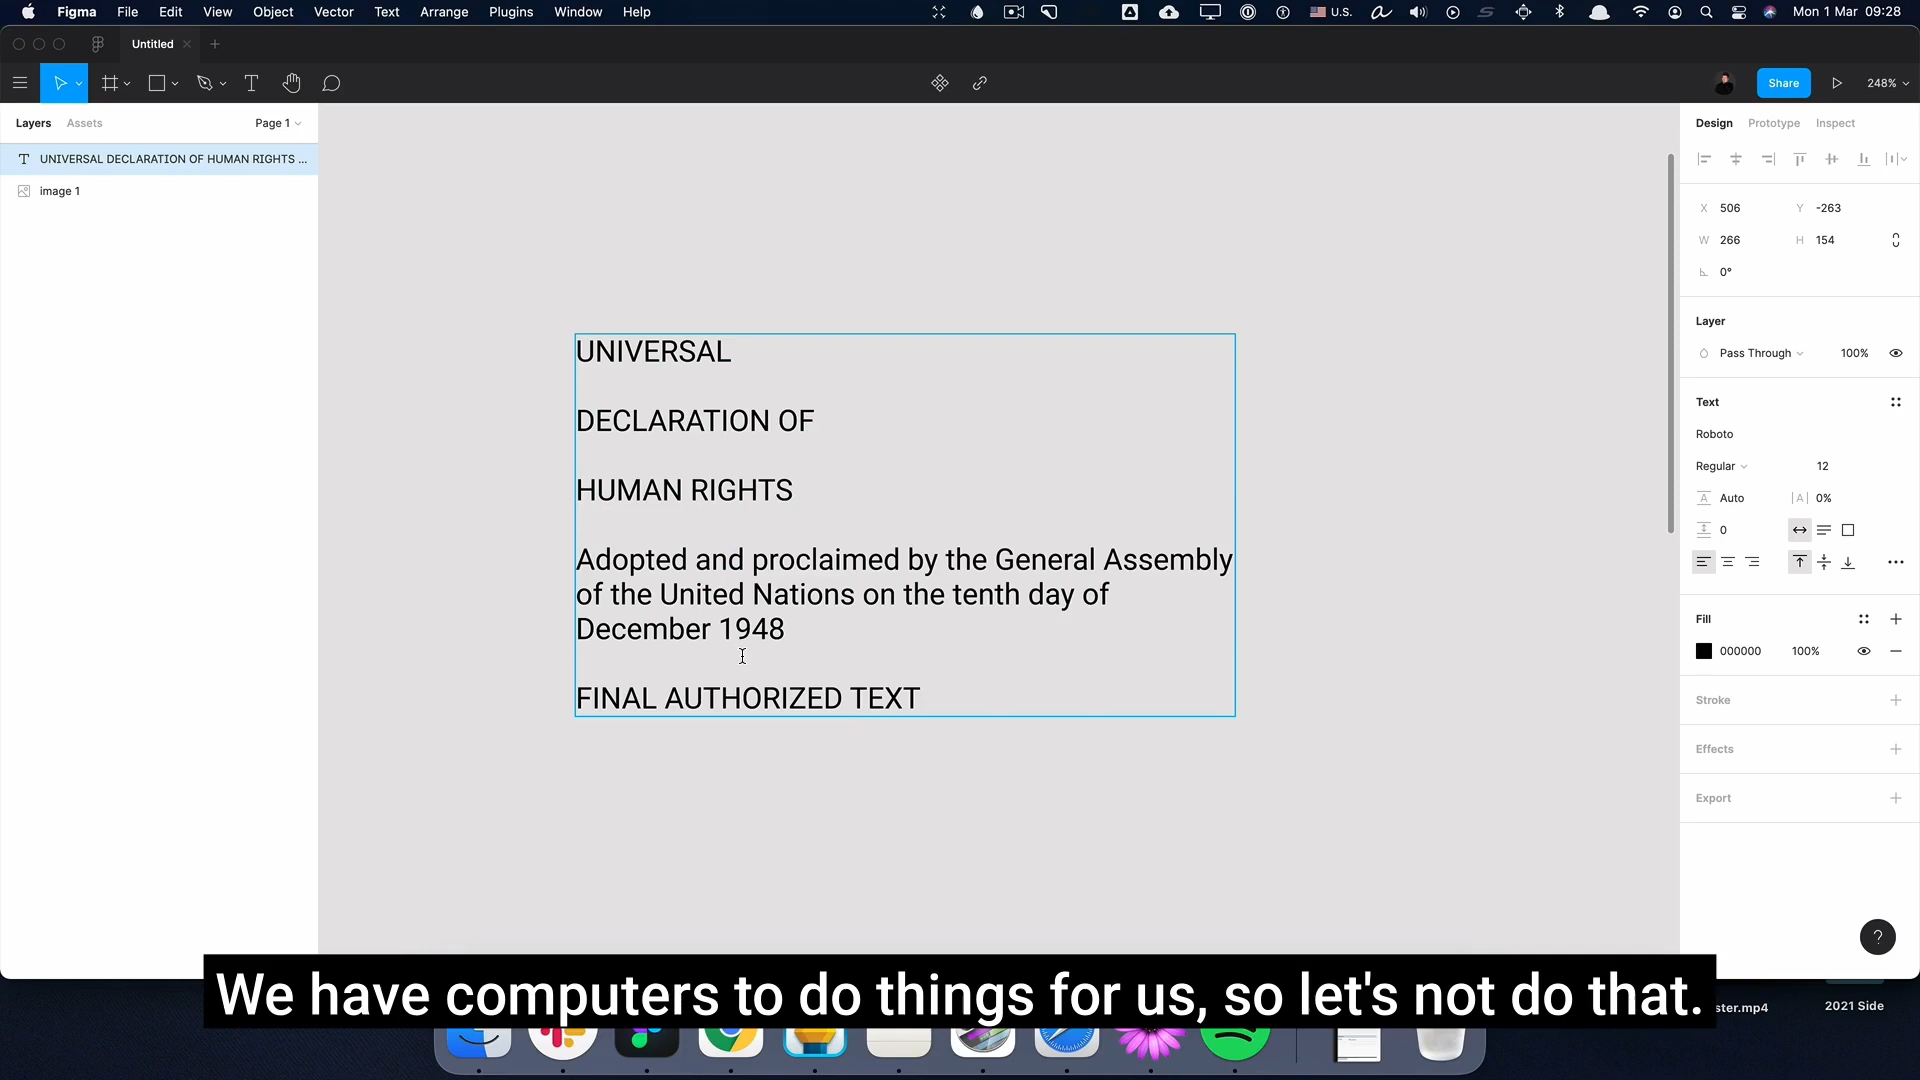 Figma File Edit View Object Vector Text Arrange Plugins Window Help U.S. Mon 1 Mar 09:28
Untitled
Share 248%
Layers Assets Page 1
UNIVERSAL DECLARATION OF HUMAN RIGHTS ...
image 1
UNIVERSAL
DECLARATION OF
HUMAN RIGHTS
Adopted and proclaimed by the General Assembly
of the United Nations on the tenth day of
December 1948
FINAL AUTHORIZED TEXT
Design Prototype Inspect
X 506 Y -263
W 266 H 154
0°
Layer
Pass Through 100%
Text
Roboto
Regular 12
Auto 0%
0
Fill
000000 100%
Stroke
Effects
Export
?
We have computers to do things for us, so let's not do that.
ster.mp4 2021 Side